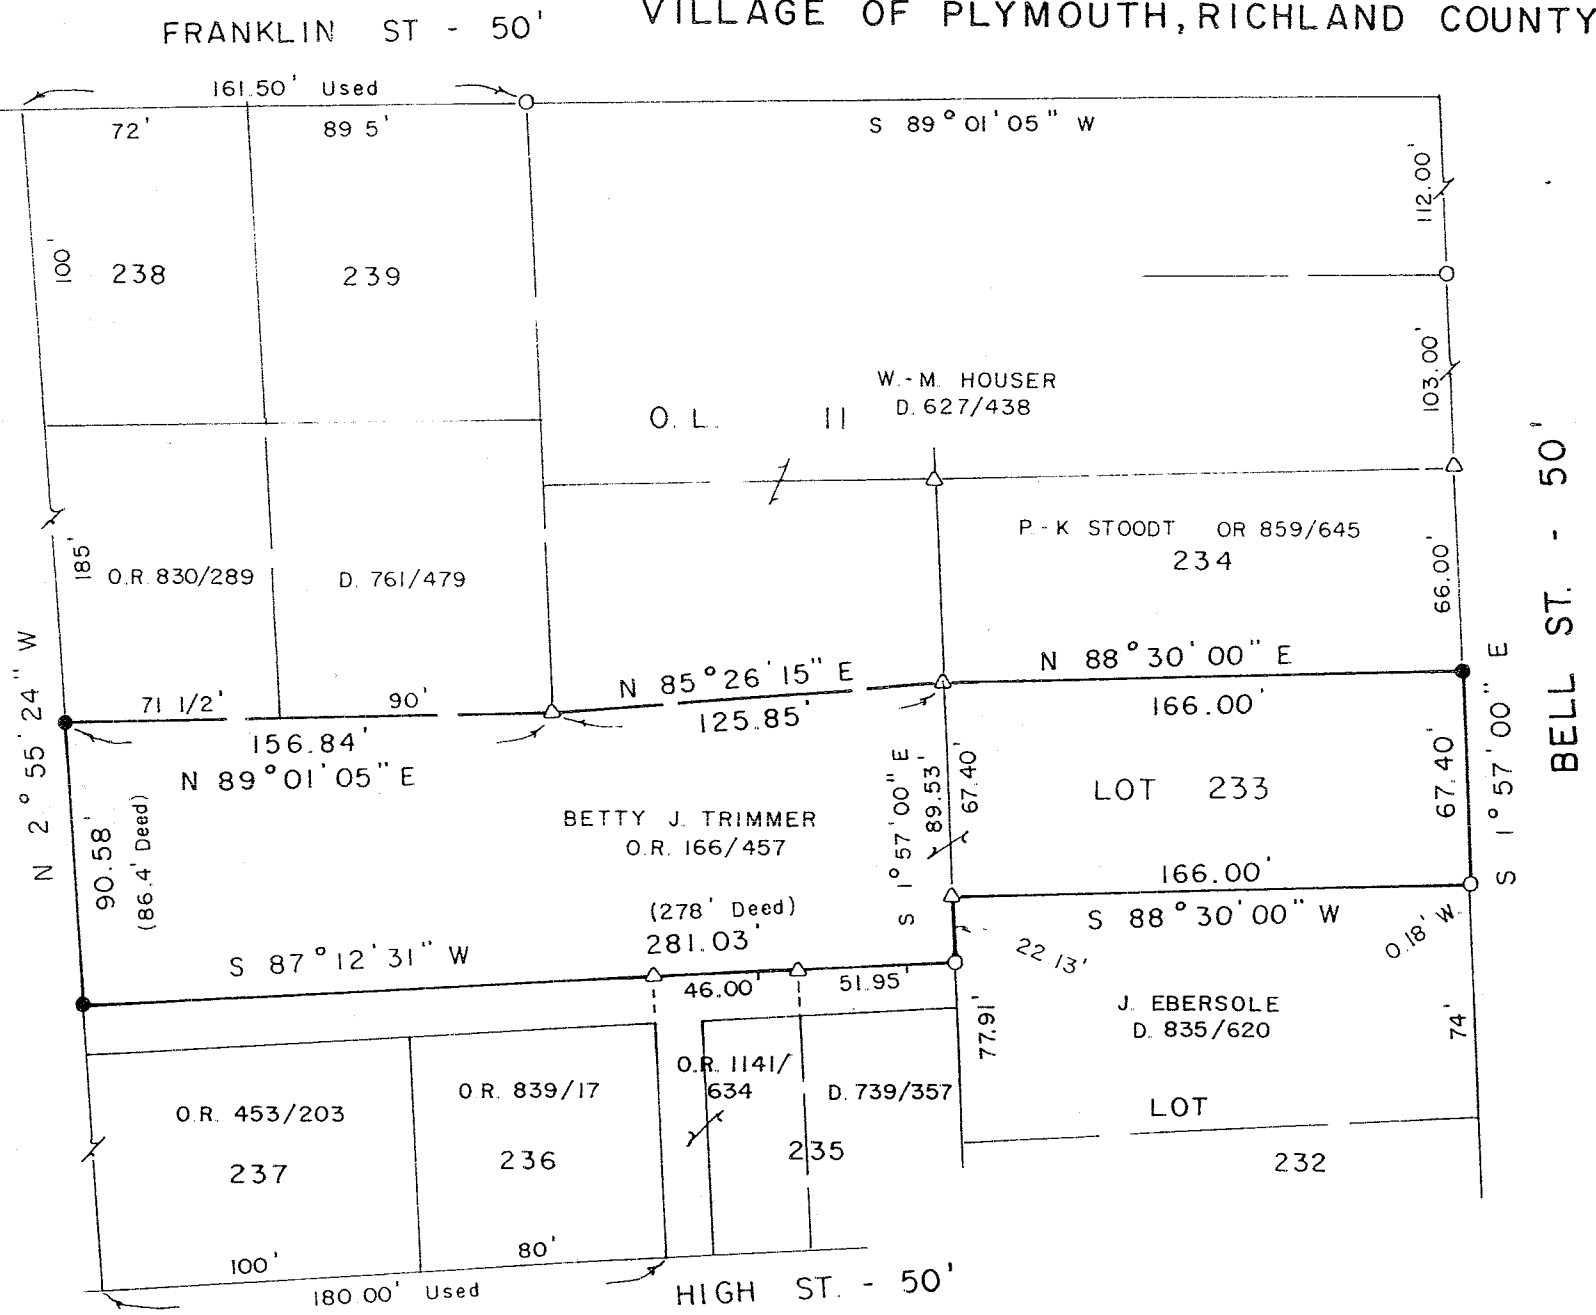 FRANKLIN ST - 50'
VILLAGE OF PLYMOUTH, RICHLAND COUNTY
161.50' Used
72'
89 5'
S 89°01'05" W
112.00'
100'
238
239
103.00'
W.-M. HOUSER
D. 627/438
O. L. 11
BELL ST. - 50'
P.-K STOODT OR 859/645
234
66.00'
185'
O.R. 830/289
D. 761/479
N 2°55'24" W
71 1/2'
90'
N 85°26'15" E
125.85'
N 88°30'00" E
166.00'
156.84'
N 89°01'05" E
S 1°57'00" E
89.53'
67.40'
LOT 233
67.40'
S 1°57'00" E
BETTY J. TRIMMER
O.R. 166/457
90.58'
(86.4' Deed)
166.00'
S 88°30'00" W
(278' Deed)
281.03'
S 87°12'31" W
46.00'
51.95'
22.13'
0.18' W.
J. EBERSOLE
D. 835/620
77.91'
74'
O.R. 1141/
634
D. 739/357
O.R. 839/17
O.R. 453/203
LOT
232
235
236
237
100'
80'
180.00' Used
HIGH ST. - 50'